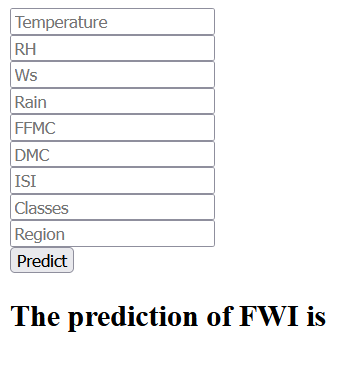 Temperature
RH
Ws
Rain
FFMC
DMC
ISI
Classes
Region
Predict
The prediction of FWI is